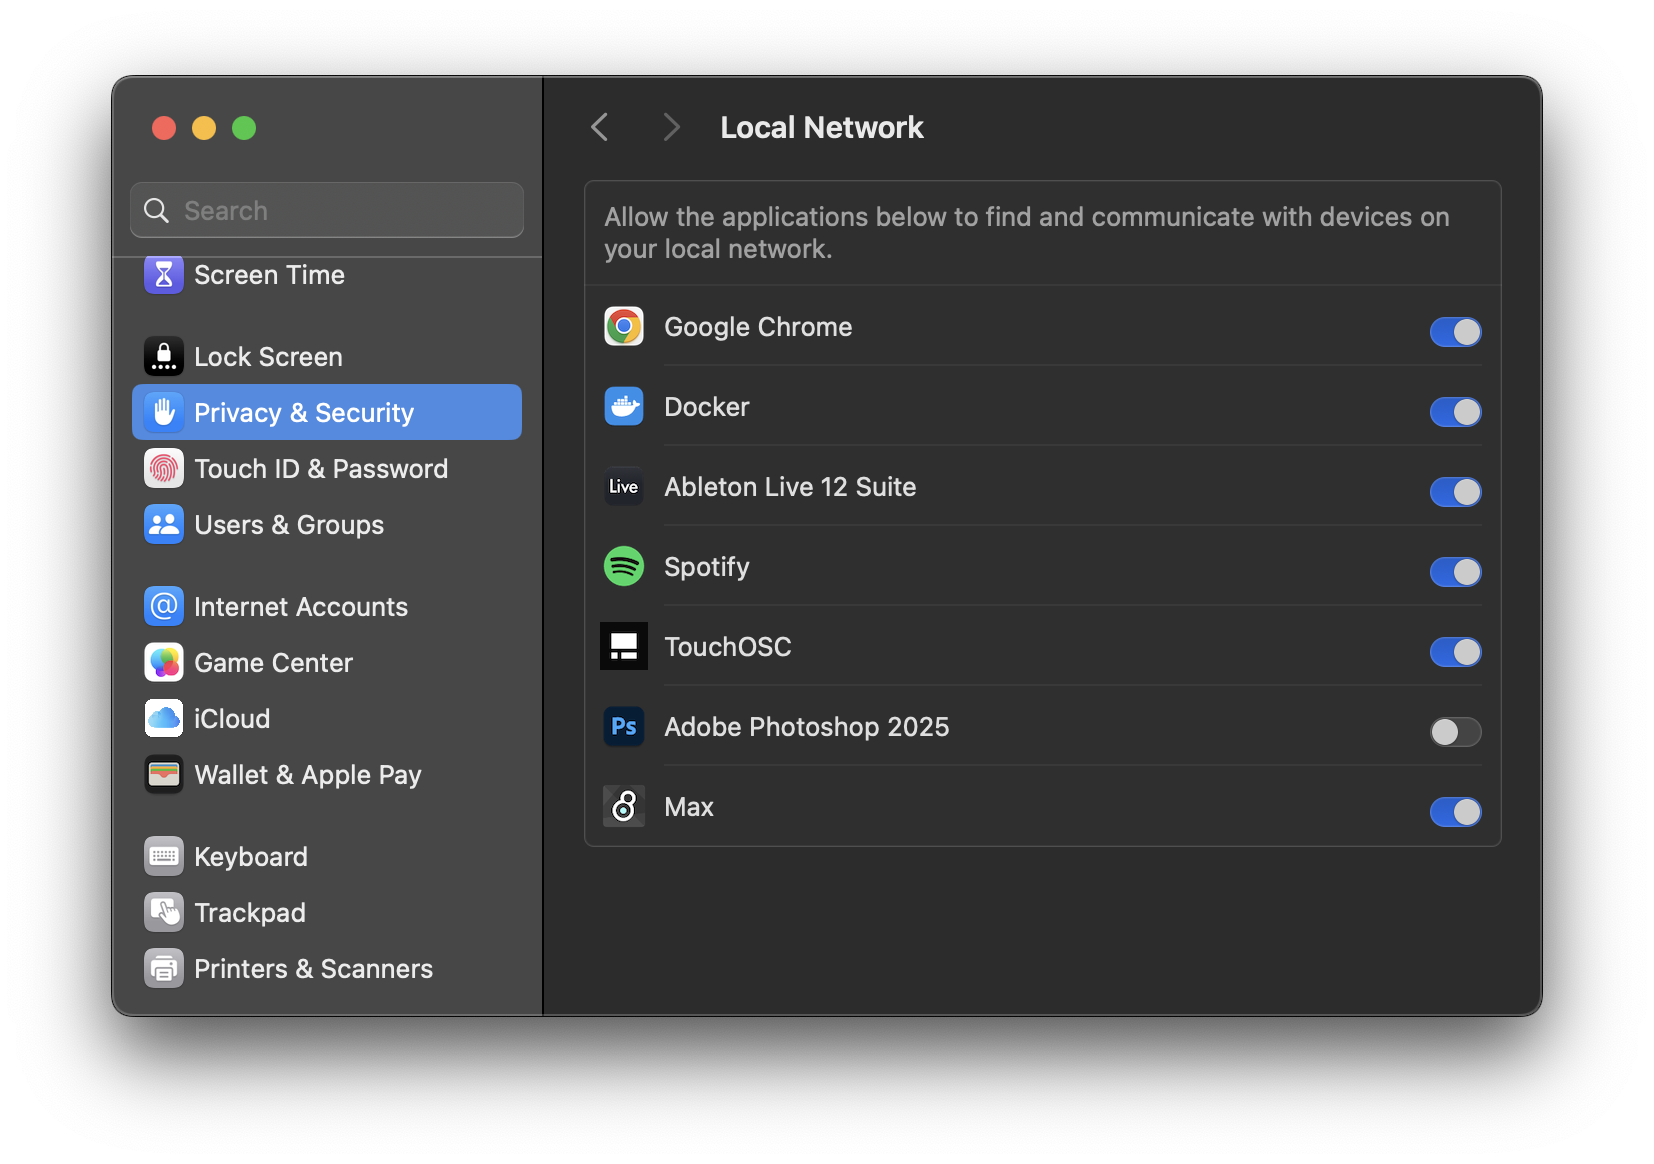 Local Network
Search
Screen Time
Lock Screen
Privacy & Security
Touch ID & Password
Users & Groups
Internet Accounts
Game Center
iCloud
Wallet & Apple Pay
Keyboard
Trackpad
Printers & Scanners
Allow the applications below to find and communicate with devices on
your local network.
Google Chrome
Docker
Live Ableton Live 12 Suite
Spotify
TouchOSC
Ps Adobe Photoshop 2025
Max